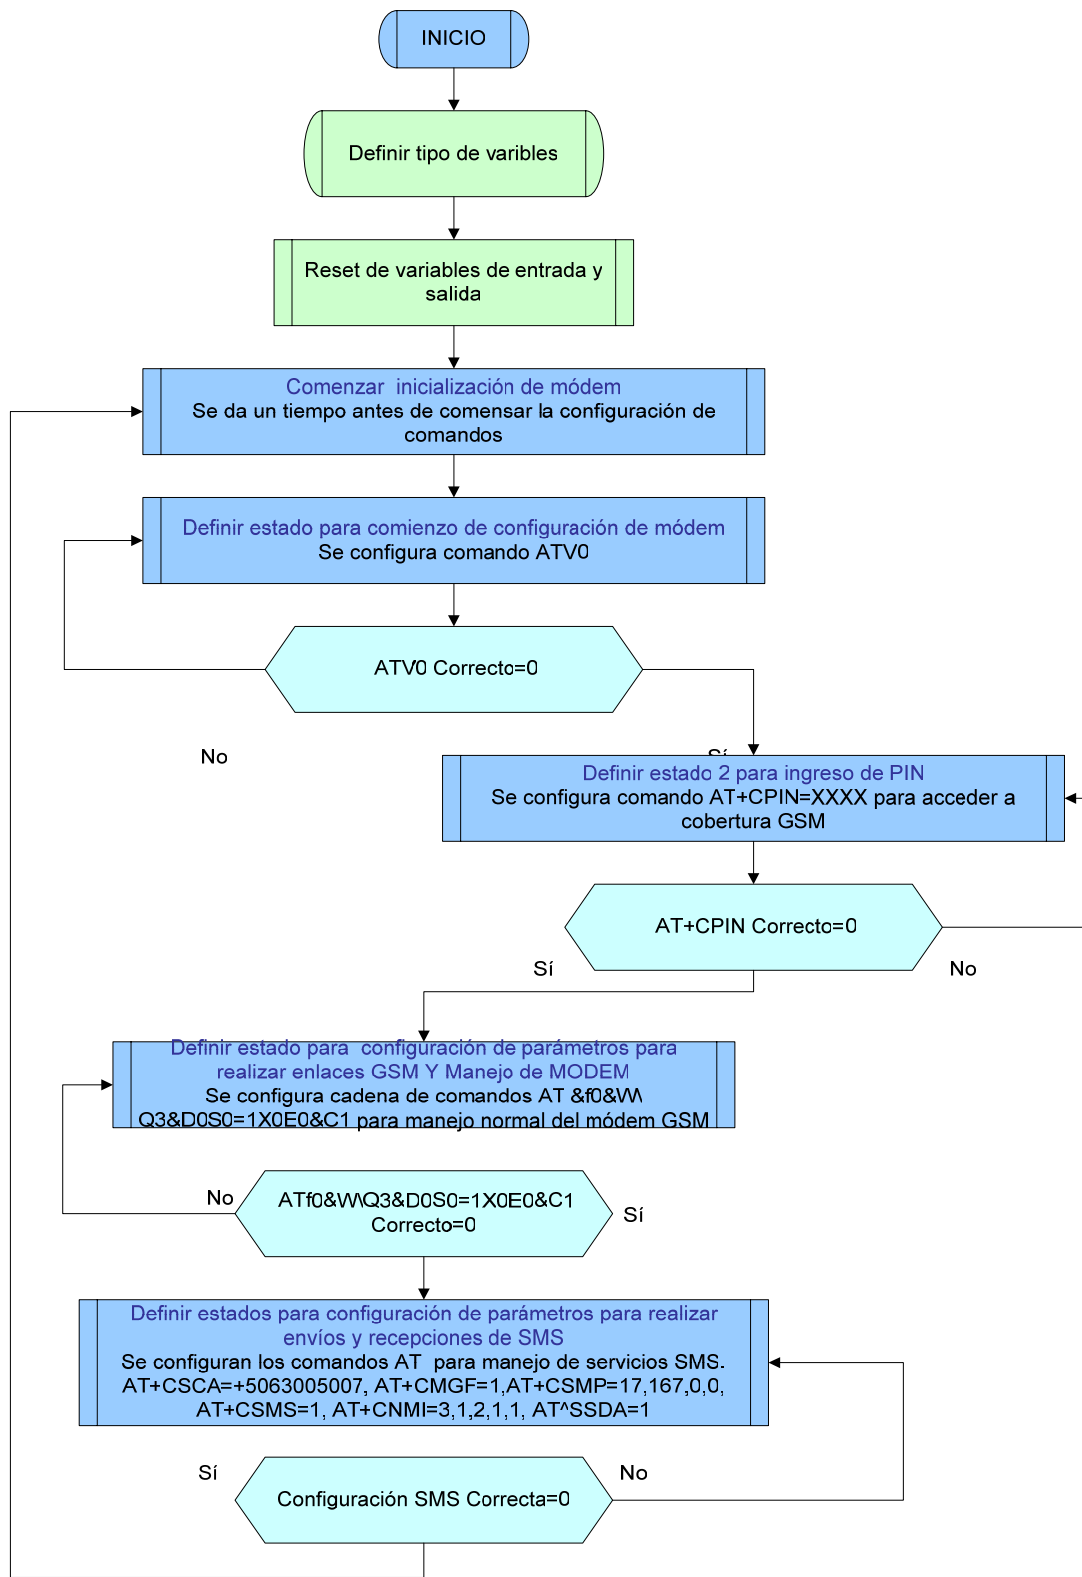 INICIO
Definir tipo de varibles
Reset de variables de entrada y
salida
Comenzar inicialización de módem
Se da un tiempo antes de comensar la configuración de
comandos
Definir estado para comienzo de configuración de módem
Se configura comando ATV0
ATV0 Correcto=0
No
Sí
Definir estado 2 para ingreso de PIN
Se configura comando AT+CPIN=XXXX para acceder a
cobertura GSM
AT+CPIN Correcto=0
Sí
No
Definir estado para configuración de parámetros para
realizar enlaces GSM Y Manejo de MODEM
Se configura cadena de comandos AT &f0&W\
Q3&D0S0=1X0E0&C1 para manejo normal del módem GSM
No
ATf0&W\Q3&D0S0=1X0E0&C1
Correcto=0
Sí
Definir estados para configuración de parámetros para realizar
envíos y recepciones de SMS
Se configuran los comandos AT para manejo de servicios SMS.
AT+CSCA=+5063005007, AT+CMGF=1,AT+CSMP=17,167,0,0,
AT+CSMS=1, AT+CNMI=3,1,2,1,1, AT^SSDA=1
Sí
No
Configuración SMS Correcta=0